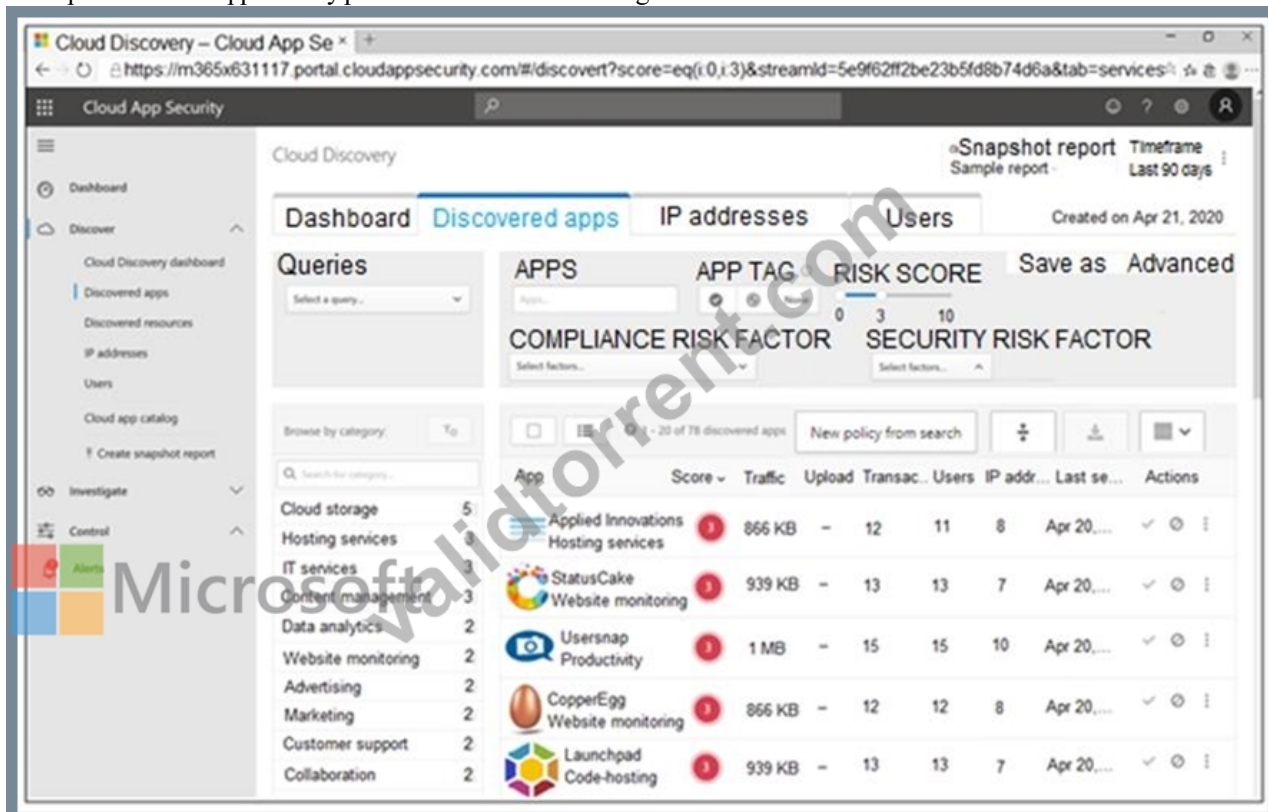 Cloud Discovery – Cloud App Se × +
https://m365x631117.portal.cloudappsecurity.com/#/discovert?score=eq(i:0,i:3)&streamId=5e9f62ff2be23b5fd8b74d6a&tab=services
Cloud App Security
Dashboard
Discover
Cloud Discovery dashboard
Discovered apps
Discovered resources
IP addresses
Users
Cloud app catalog
Create snapshot report
Investigate
Control
Alerts
Cloud Discovery
Snapshot report
Sample report
Timeframe
Last 90 days
Dashboard Discovered apps IP addresses Users
Created on Apr 21, 2020
Queries
Select a query...
APPS
Apps...
APP TAG
None
RISK SCORE
0 3 10
Save as Advanced
COMPLIANCE RISK FACTOR
Select factors...
SECURITY RISK FACTOR
Select factors...
Browse by category:
Search for category...
Cloud storage 5
Hosting services 3
IT services 3
Content management 3
Data analytics 2
Website monitoring 2
Advertising 2
Marketing 2
Customer support 2
Collaboration 2
1 - 20 of 78 discovered apps New policy from search
App Score Traffic Upload Transac... Users IP addr... Last se... Actions
Applied Innovations
Hosting services 3 866 KB – 12 11 8 Apr 20,...
StatusCake
Website monitoring 3 939 KB – 13 13 7 Apr 20,...
Usersnap
Productivity 3 1 MB – 15 15 10 Apr 20,...
CopperEgg
Website monitoring 3 866 KB – 12 12 8 Apr 20,...
Launchpad
Code-hosting 3 939 KB – 13 13 7 Apr 20,...
Microsoft
validtorrent.com